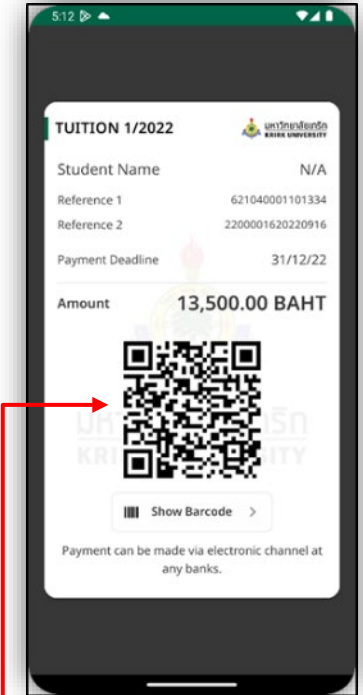 5:12
TUITION 1/2022
มหาวิทยาลัยเกริก
KRIRK UNIVERSITY
Student Name N/A
Reference 1 621040001101334
Reference 2 2200001620220916
Payment Deadline 31/12/22
Amount 13,500.00 BAHT
Show Barcode >
Payment can be made via electronic channel at
any banks.